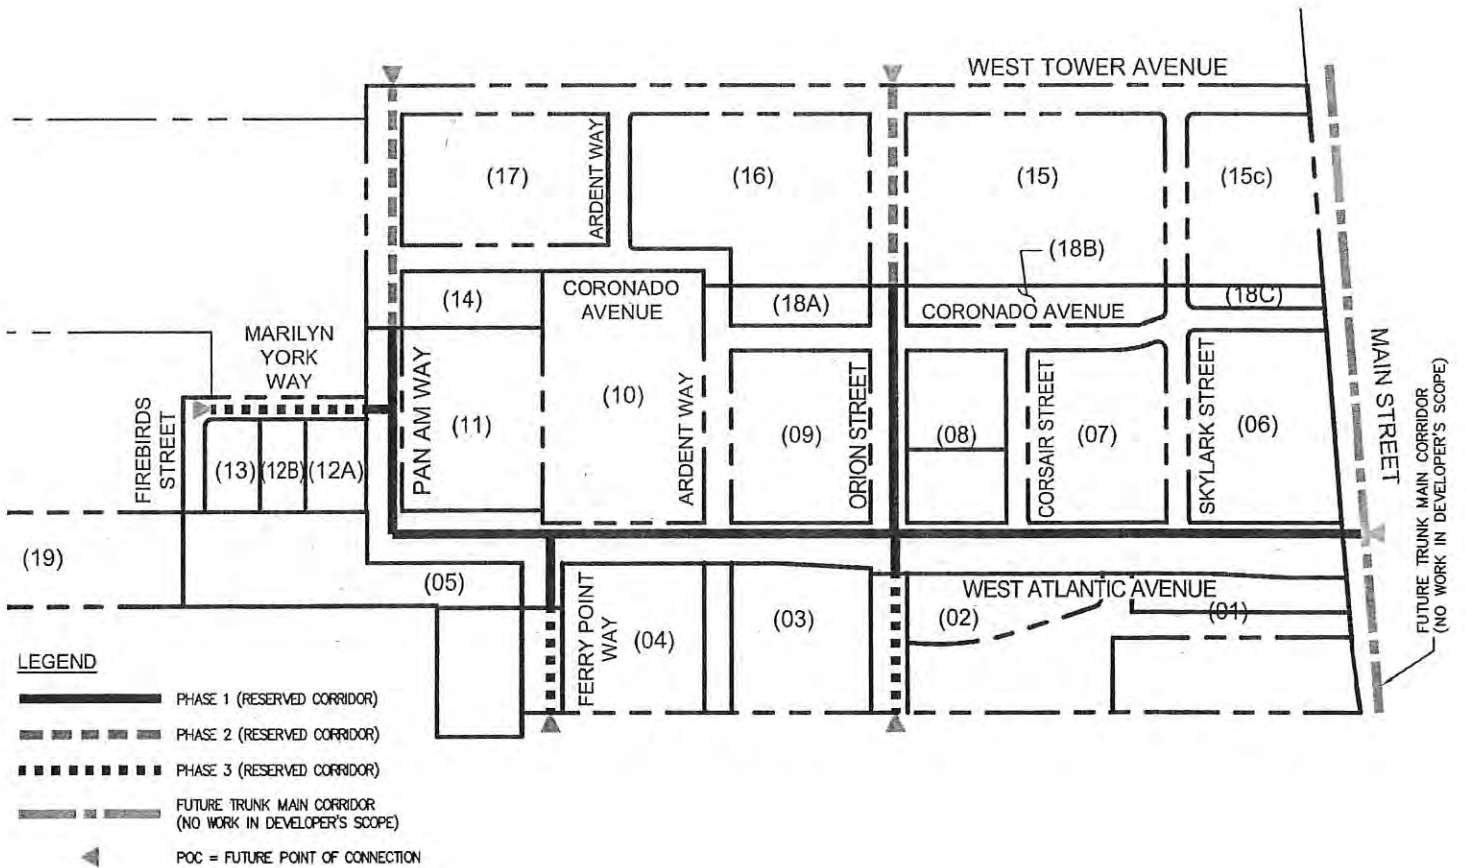 WEST TOWER AVENUE
(17)
ARDENT WAY
(16)
(15)
(15c)
(18B)
(14)
CORONADO
AVENUE
(18A)
CORONADO AVENUE
(18C)
MARILYN
YORK
WAY
FIREBIRDS
STREET
(13)
(12B)
(12A)
PAN AM WAY
(11)
(10)
ARDENT WAY
(09)
ORION STREET
(08)
CORSAIR STREET
(07)
SKYLARK STREET
(06)
MAIN STREET
FUTURE TRUNK MAIN CORRIDOR
(NO WORK IN DEVELOPER'S SCOPE)
(19)
(05)
FERRY POINT
WAY
(04)
(03)
WEST ATLANTIC AVENUE
(02)
(01)
LEGEND
PHASE 1 (RESERVED CORRIDOR)
PHASE 2 (RESERVED CORRIDOR)
PHASE 3 (RESERVED CORRIDOR)
FUTURE TRUNK MAIN CORRIDOR
(NO WORK IN DEVELOPER'S SCOPE)
POC = FUTURE POINT OF CONNECTION